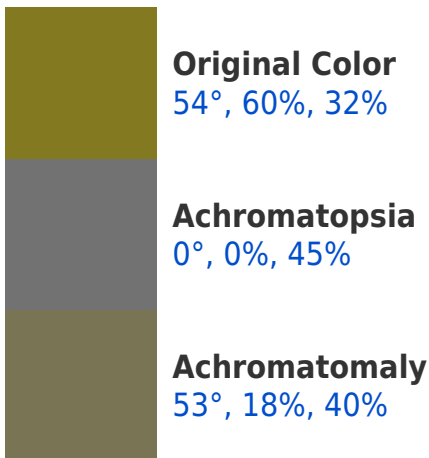 Original Color
54°, 60%, 32%
Achromatopsia
0°, 0%, 45%
Achromatomaly
53°, 18%, 40%